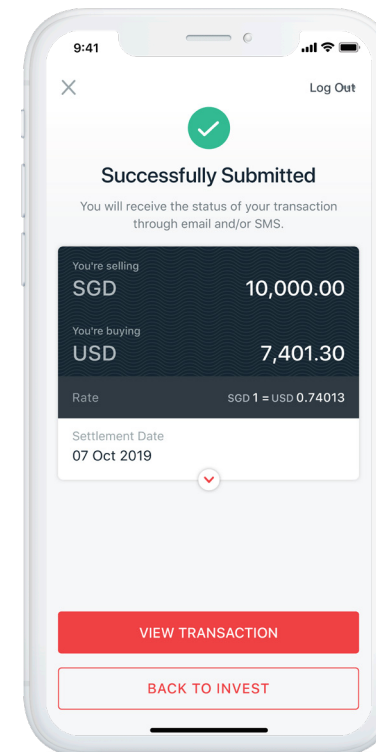 9:41
Log Out
Successfully Submitted
You will receive the status of your transaction
through email and/or SMS.
You're selling
SGD 10,000.00
You're buying
USD 7,401.30
Rate SGD 1 = USD 0.74013
Settlement Date
07 Oct 2019
VIEW TRANSACTION
BACK TO INVEST